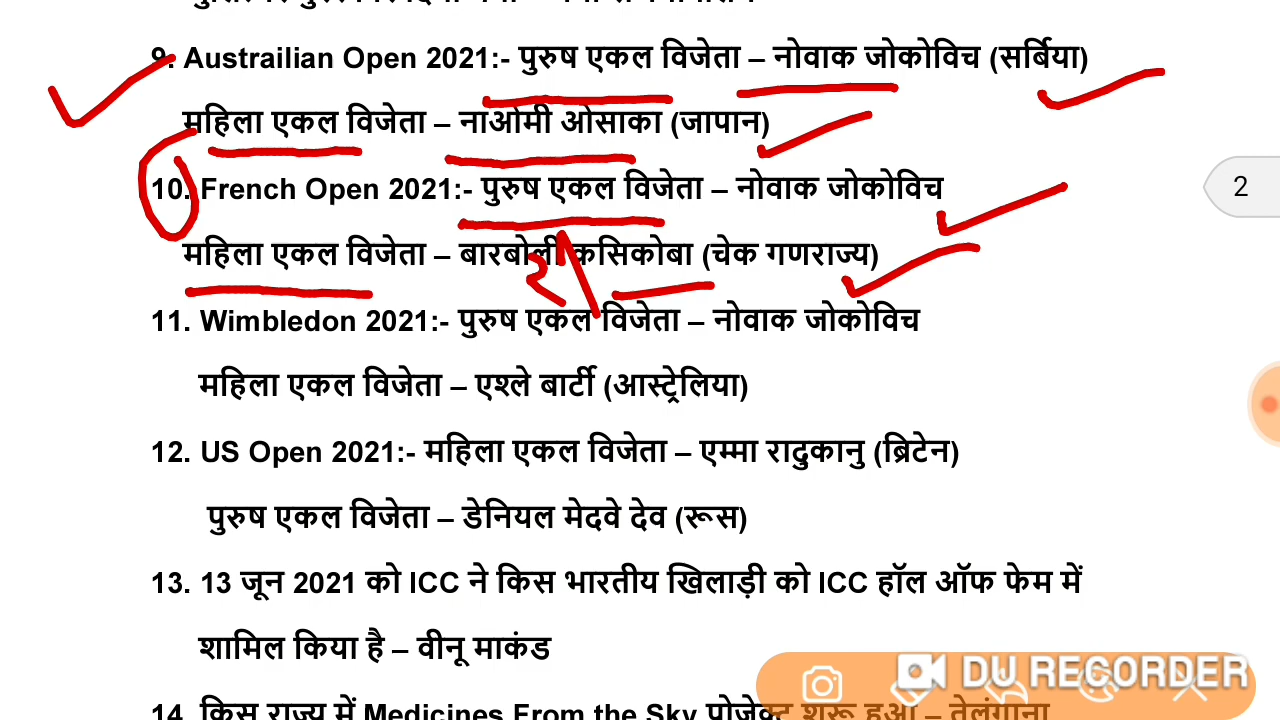 9. Austrailian Open 2021:- पुरुष एकल विजेता – नोवाक जोकोविच (सर्बिया)
महिला एकल विजेता – नाओमी ओसाका (जापान)
10. French Open 2021:- पुरुष एकल विजेता – नोवाक जोकोविच
2
महिला एकल विजेता – बारबोली कसिकोबा (चेक गणराज्य)
11. Wimbledon 2021:- पुरुष एकल विजेता – नोवाक जोकोविच
महिला एकल विजेता – एश्ले बार्टी (आस्ट्रेलिया)
12. US Open 2021:- महिला एकल विजेता – एम्मा रादुकानु (ब्रिटेन)
पुरुष एकल विजेता – डेनियल मेदवे देव (रूस)
13. 13 जून 2021 को ICC ने किस भारतीय खिलाड़ी को ICC हॉल ऑफ फेम में
शामिल किया है – वीनू माकंड
DU RECORDER
14. किस राज्य में Medicines From the Sky प्रोजेक्ट शुरू हुआ – तेलंगाना